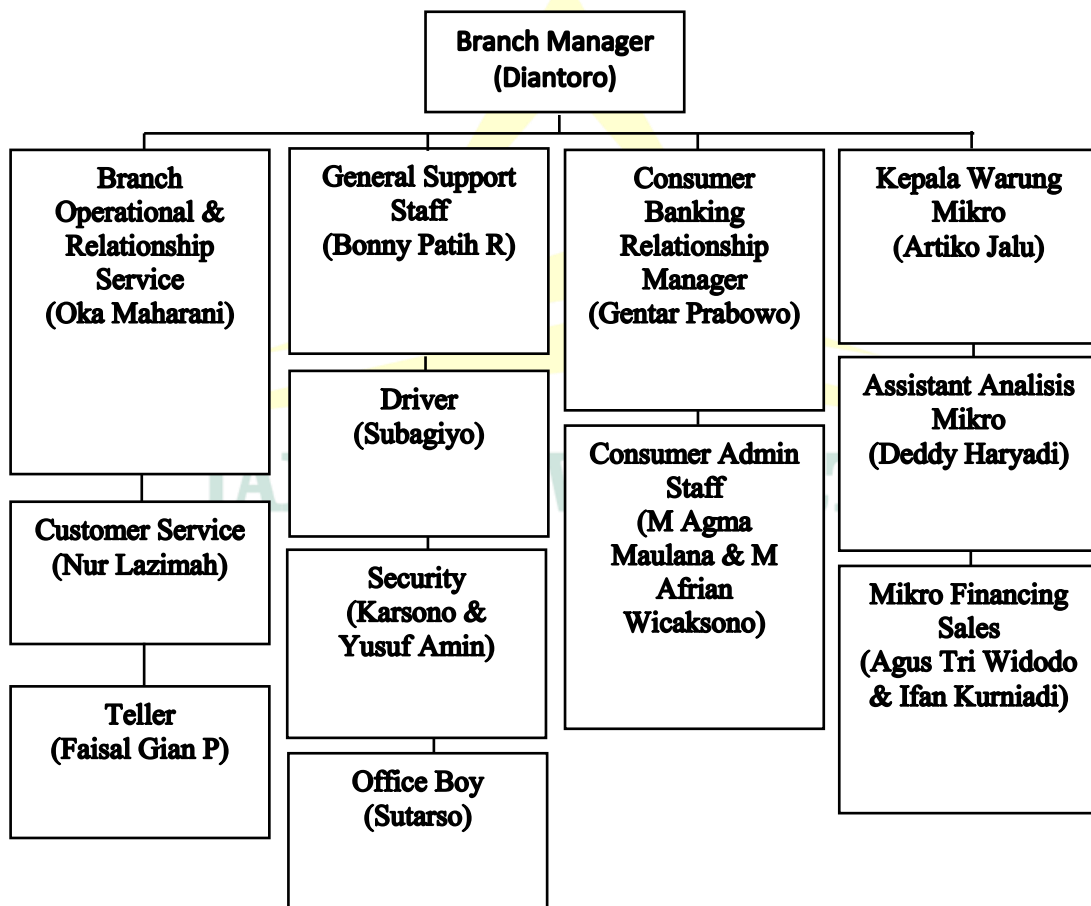 Branch Manager
(Diantoro)
Branch
Operational &
Relationship
Service
(Oka Maharani)
Customer Service
(Nur Lazimah)
Teller
(Faisal Gian P)
General Support
Staff
(Bonny Patih R)
Driver
(Subagiyo)
Security
(Karsono &
Yusuf Amin)
Office Boy
(Sutarso)
Consumer
Banking
Relationship
Manager
(Gentar Prabowo)
Consumer Admin
Staff
(M Agma
Maulana & M
Afrian
Wicaksono)
Kepala Warung
Mikro
(Artiko Jalu)
Assistant Analisis
Mikro
(Deddy Haryadi)
Mikro Financing
Sales
(Agus Tri Widodo
& Ifan Kurniadi)